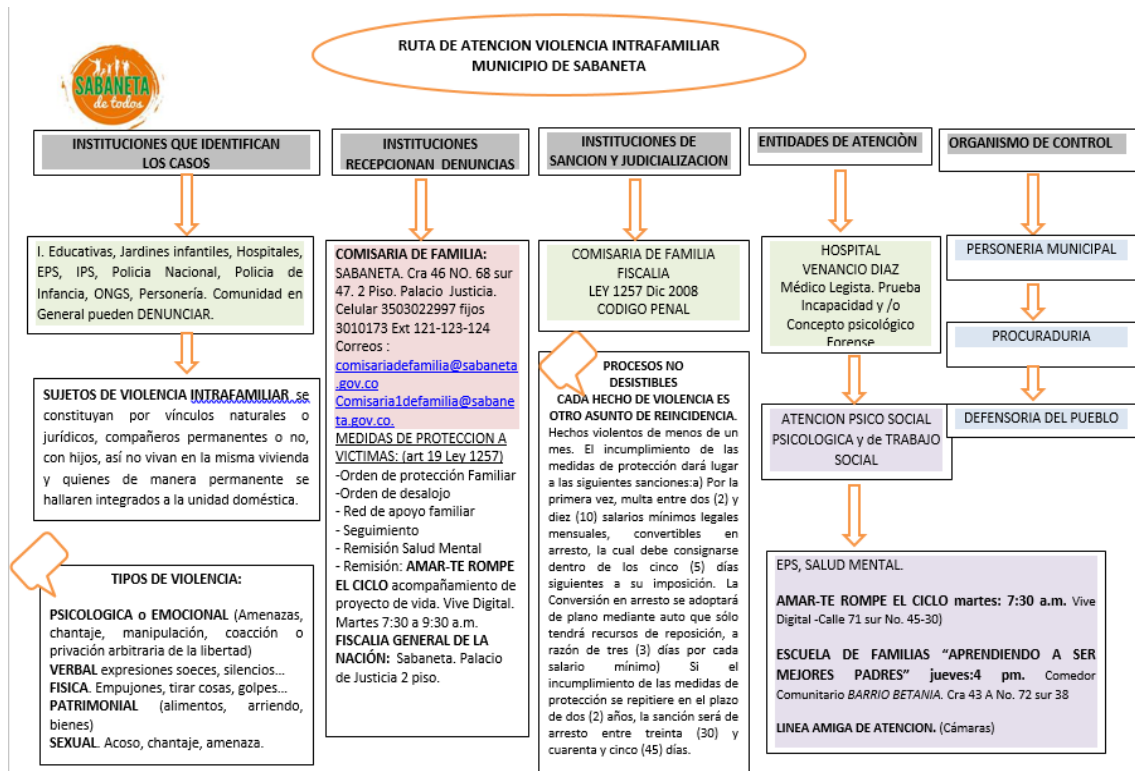 RUTA DE ATENCION VIOLENCIA INTRAFAMILIAR
MUNICIPIO DE SABANETA
SABANETA
de todos
INSTITUCIONES QUE IDENTIFICAN
LOS CASOS
I. Educativas, Jardines infantiles, Hospitales,
EPS, IPS, Policia Nacional, Policia de
Infancia, ONGS, Personería. Comunidad en
General pueden DENUNCIAR.
SUJETOS DE VIOLENCIA INTRAFAMILIAR se
constituyan por vínculos naturales o
jurídicos, compañeros permanentes o no,
con hijos, así no vivan en la misma vivienda
y quienes de manera permanente se
hallaren integrados a la unidad doméstica.
TIPOS DE VIOLENCIA:
PSICOLOGICA o EMOCIONAL (Amenazas,
chantaje, manipulación, coacción o
privación arbitraria de la libertad)
VERBAL expresiones soeces, silencios...
FISICA. Empujones, tirar cosas, golpes...
PATRIMONIAL (alimentos, arriendo,
bienes)
SEXUAL. Acoso, chantaje, amenaza.
INSTITUCIONES
RECEPCIONAN DENUNCIAS
COMISARIA DE FAMILIA:
SABANETA. Cra 46 NO. 68 sur
47. 2 Piso. Palacio Justicia.
Celular 3503022997 fijos
3010173 Ext 121-123-124
Correos :
comisariadefamilia@sabaneta
.gov.co
Comisaria1defamilia@sabane
ta.gov.co.
MEDIDAS DE PROTECCION A
VICTIMAS: (art 19 Ley 1257)
-Orden de protección Familiar
-Orden de desalojo
- Red de apoyo familiar
- Seguimiento
- Remisión Salud Mental
- Remisión: AMAR-TE ROMPE
EL CICLO acompañamiento de
proyecto de vida. Vive Digital.
Martes 7:30 a 9:30 a.m.
FISCALIA GENERAL DE LA
NACIÓN: Sabaneta. Palacio
de Justicia 2 piso.
INSTITUCIONES DE
SANCION Y JUDICIALIZACION
COMISARIA DE FAMILIA
FISCALIA
LEY 1257 Dic 2008
CODIGO PENAL
PROCESOS NO
DESISTIBLES
CADA HECHO DE VIOLENCIA ES
OTRO ASUNTO DE REINCIDENCIA.
Hechos violentos de menos de un
mes. El incumplimiento de las
medidas de protección dará lugar
a las siguientes sanciones:a) Por la
primera vez, multa entre dos (2) y
diez (10) salarios mínimos legales
mensuales, convertibles en
arresto, la cual debe consignarse
dentro de los cinco (5) días
siguientes a su imposición. La
Conversión en arresto se adoptará
de plano mediante auto que sólo
tendrá recursos de reposición, a
razón de tres (3) días por cada
salario mínimo) Si el
incumplimiento de las medidas de
protección se repitiere en el plazo
de dos (2) años, la sanción será de
arresto entre treinta (30) y
cuarenta y cinco (45) días.
ENTIDADES DE ATENCIÒN
HOSPITAL
VENANCIO DIAZ
Médico Legista. Prueba
Incapacidad y /o
Concepto psicológico
Forense
ATENCION PSICO SOCIAL
PSICOLOGICA y de TRABAJO
SOCIAL
EPS, SALUD MENTAL.
AMAR-TE ROMPE EL CICLO martes: 7:30 a.m. Vive
Digital -Calle 71 sur No. 45-30)
ESCUELA DE FAMILIAS “APRENDIENDO A SER
MEJORES PADRES” jueves:4 pm. Comedor
Comunitario BARRIO BETANIA. Cra 43 A No. 72 sur 38
LINEA AMIGA DE ATENCION. (Cámaras)
ORGANISMO DE CONTROL
PERSONERIA MUNICIPAL
PROCURADURIA
DEFENSORIA DEL PUEBLO